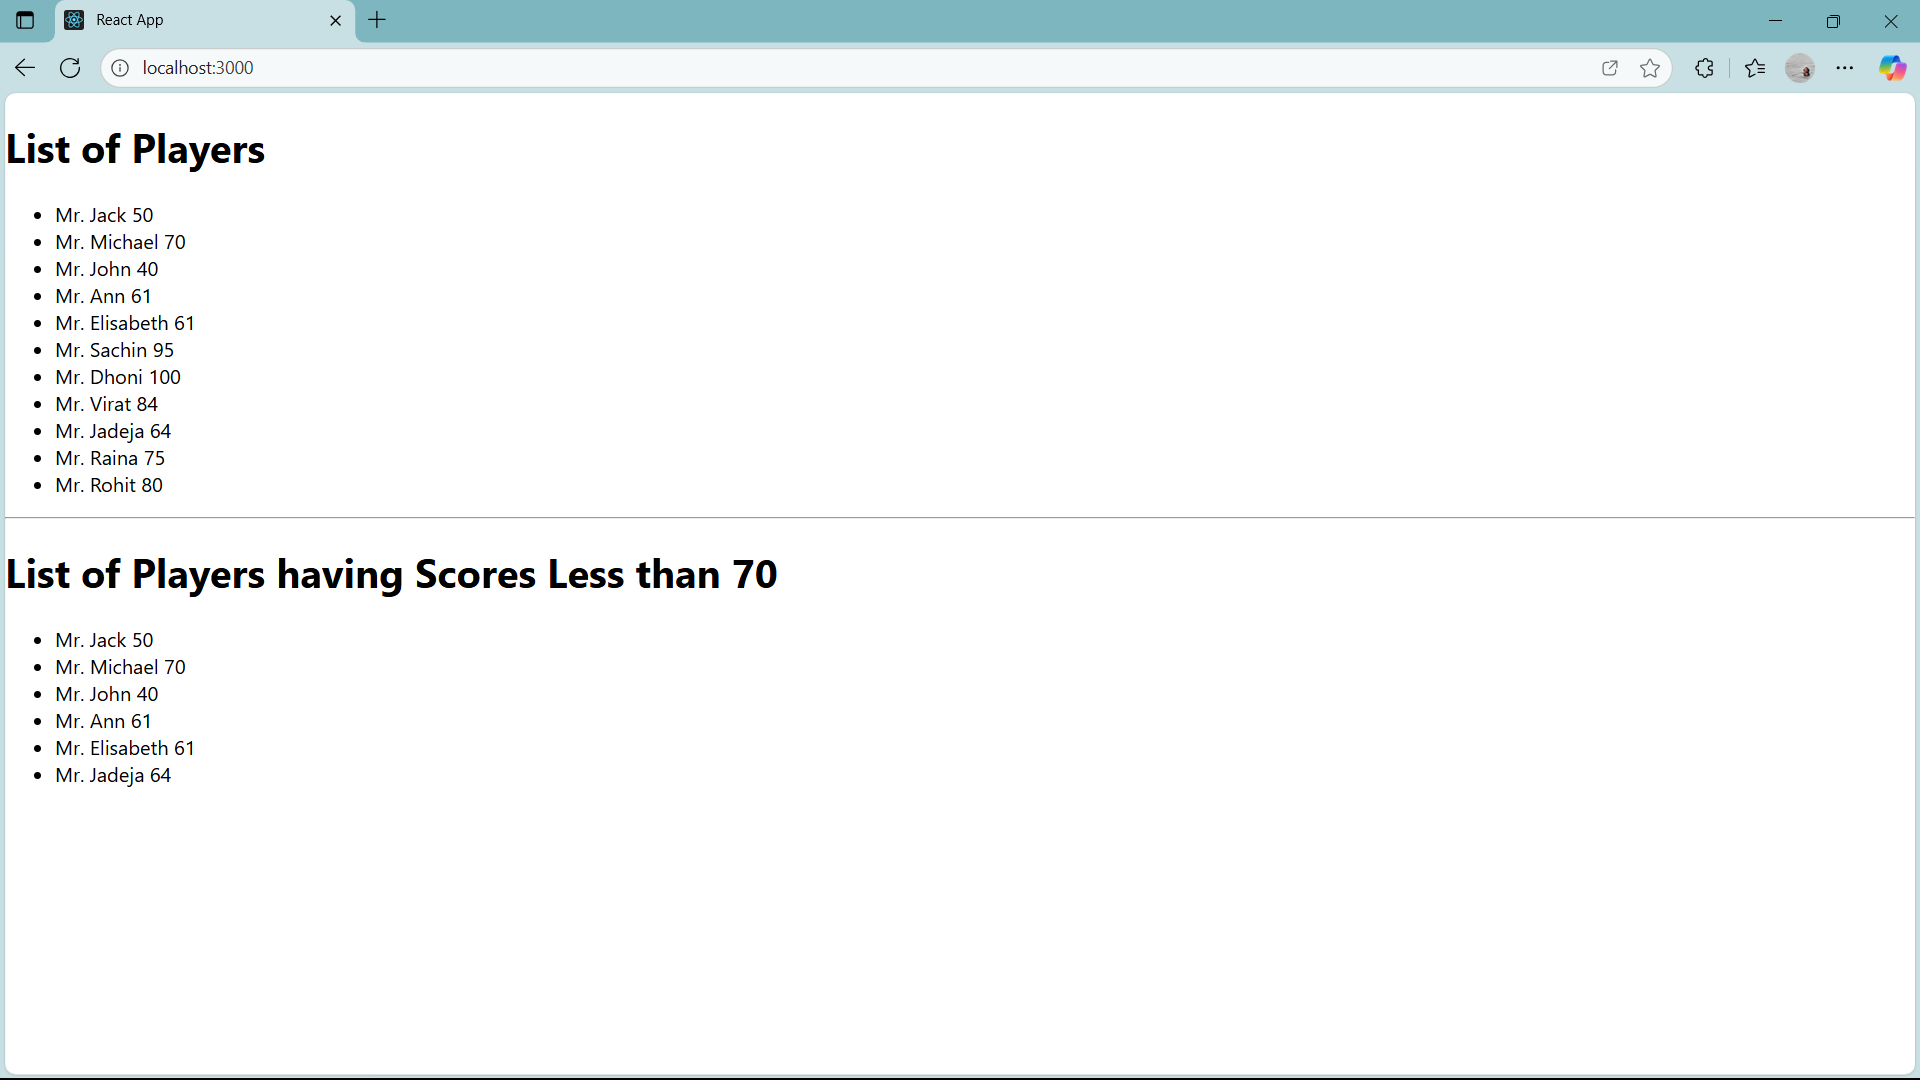 React App
localhost:3000
List of Players
Mr. Jack 50
Mr. Michael 70
Mr. John 40
Mr. Ann 61
Mr. Elisabeth 61
Mr. Sachin 95
Mr. Dhoni 100
Mr. Virat 84
Mr. Jadeja 64
Mr. Raina 75
Mr. Rohit 80
List of Players having Scores Less than 70
Mr. Jack 50
Mr. Michael 70
Mr. John 40
Mr. Ann 61
Mr. Elisabeth 61
Mr. Jadeja 64